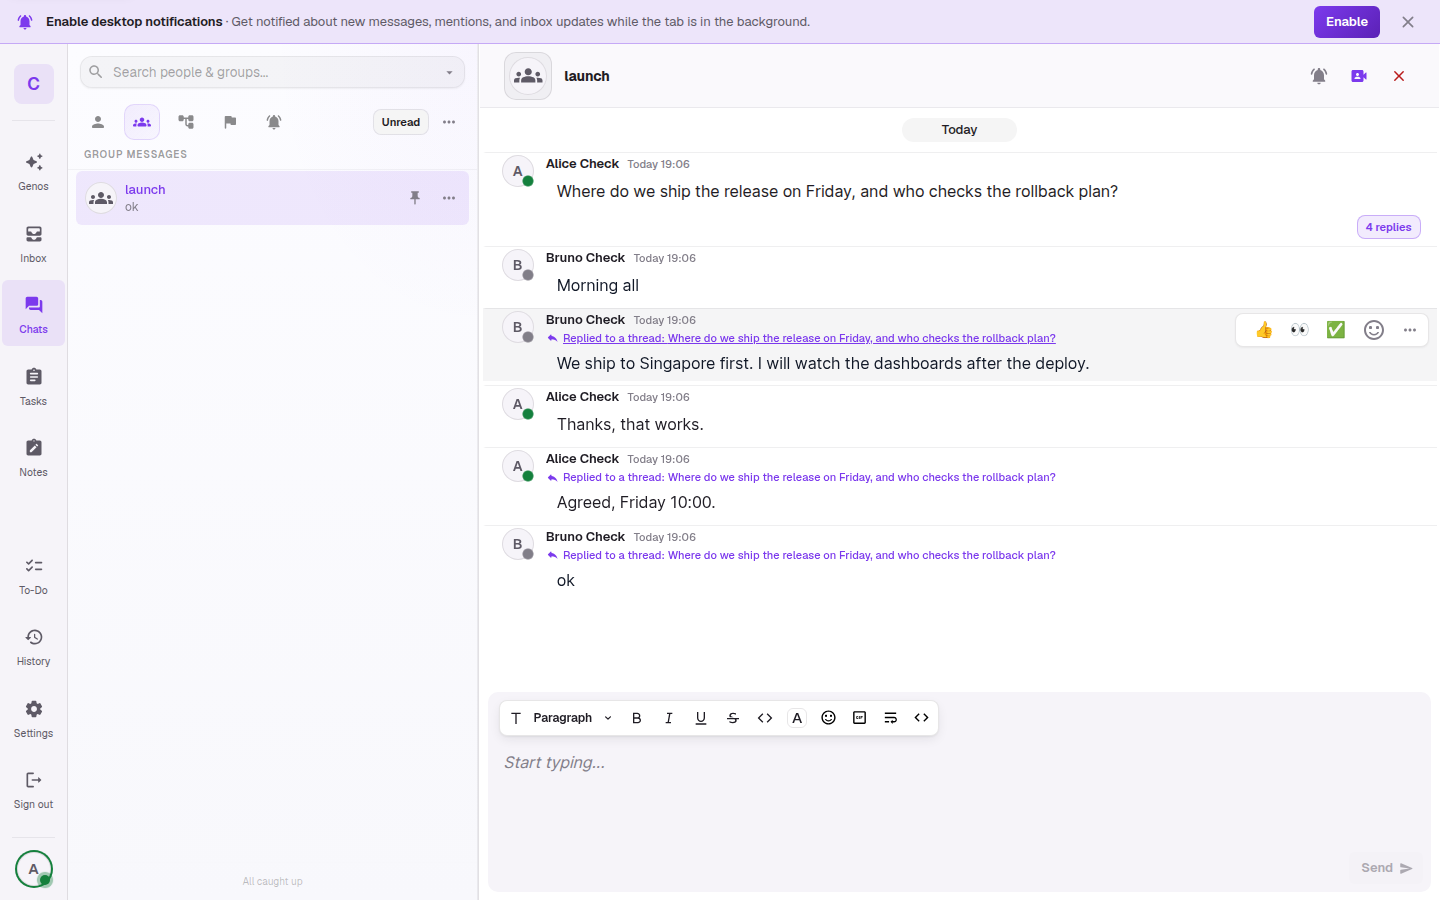 Enable desktop notifications · Get notified about new messages, mentions, and inbox updates while the tab is in the background.
Enable
C
Genos
Inbox
Chats
Tasks
Notes
To-Do
History
Settings
Sign out
A
Search people & groups...
Unread
GROUP MESSAGES
launch
ok
All caught up
launch
Today
A
Alice Check Today 19:06
Where do we ship the release on Friday, and who checks the rollback plan?
4 replies
B
Bruno Check Today 19:06
Morning all
B
Bruno Check Today 19:06
Replied to a thread: Where do we ship the release on Friday, and who checks the rollback plan?
We ship to Singapore first. I will watch the dashboards after the deploy.
A
Alice Check Today 19:06
Thanks, that works.
A
Alice Check Today 19:06
Replied to a thread: Where do we ship the release on Friday, and who checks the rollback plan?
Agreed, Friday 10:00.
B
Bruno Check Today 19:06
Replied to a thread: Where do we ship the release on Friday, and who checks the rollback plan?
ok
T Paragraph B I U S A GIF
Start typing...
Send